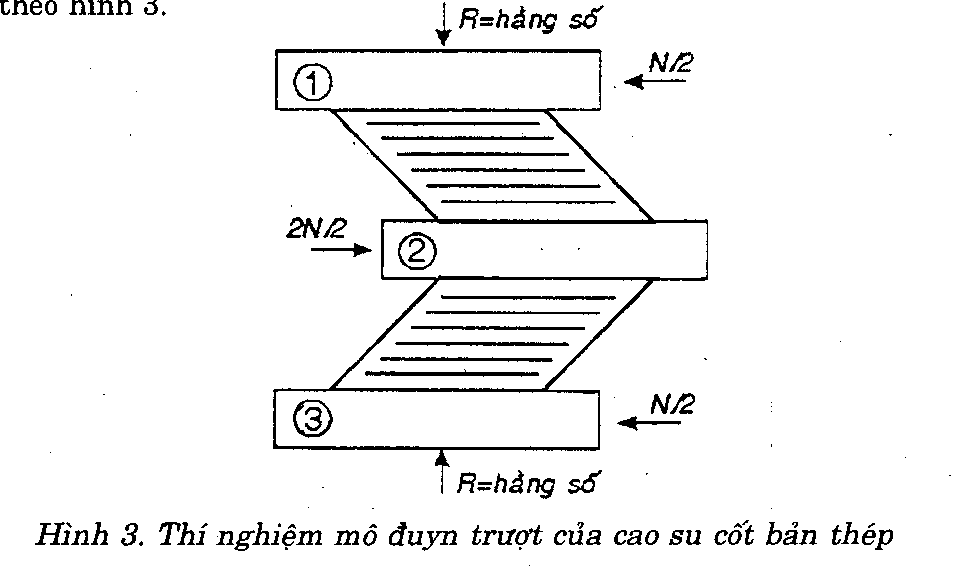 theo hình 3.
R=hằng số
① N/2
2N/2 ②
③ N/2
R=hằng số
Hình 3. Thí nghiệm mô đuyn trượt của cao su cốt bản thép